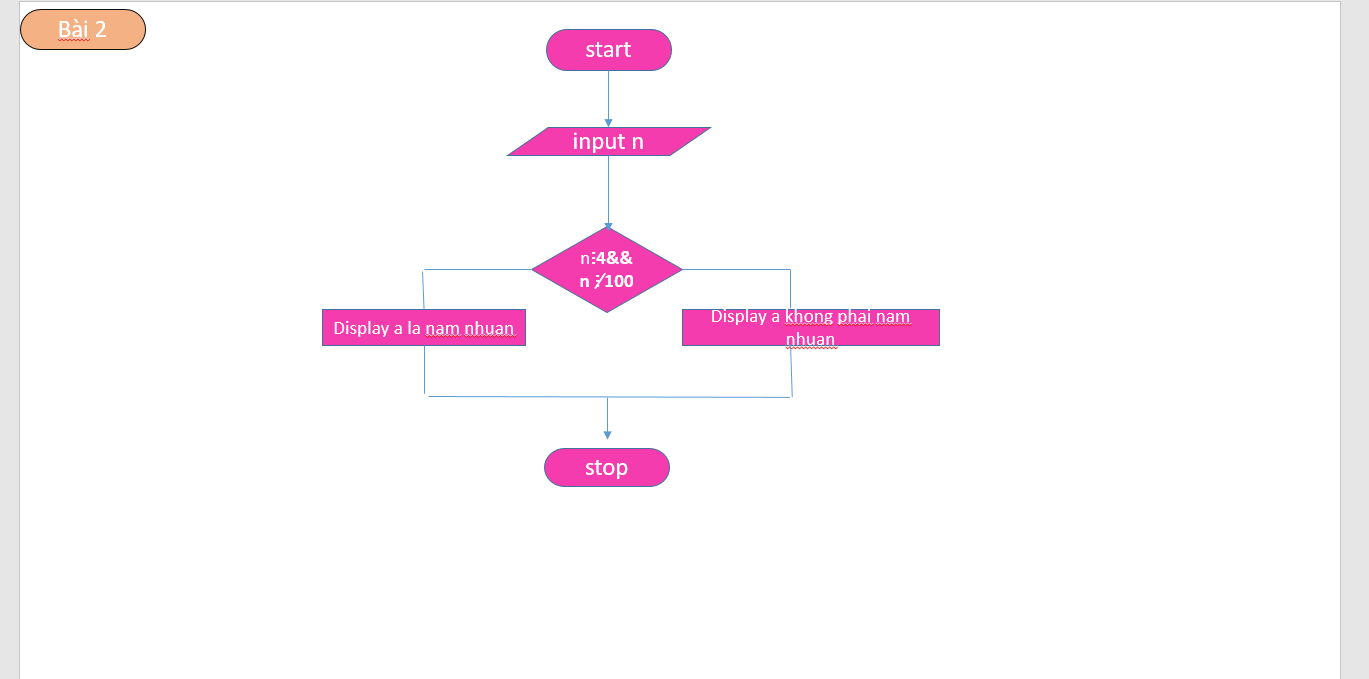 Bài 2
start
input n
n⋮4&&
n ⋮̸100
Display a la nam nhuan
Display a khong phai nam
nhuan
stop